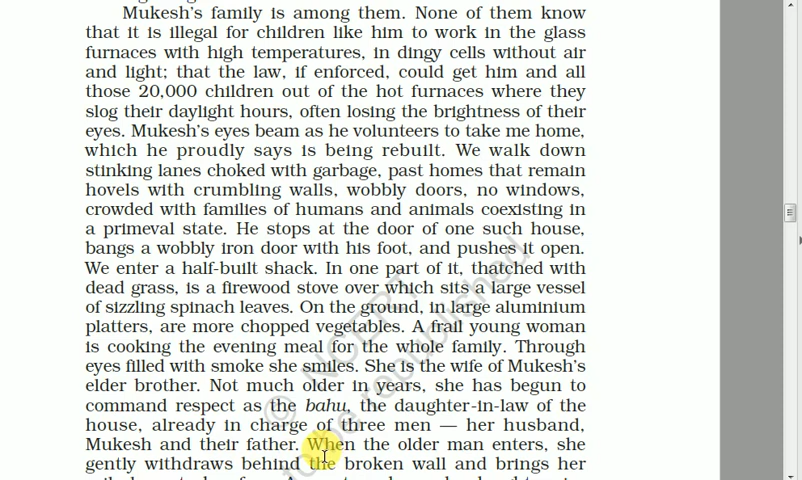 Mukesh's family is among them. None of them know
that it is illegal for children like him to work in the glass
furnaces with high temperatures, in dingy cells without air
and light; that the law, if enforced, could get him and all
those 20,000 children out of the hot furnaces where they
slog their daylight hours, often losing the brightness of their
eyes. Mukesh's eyes beam as he volunteers to take me home,
which he proudly says is being rebuilt. We walk down
stinking lanes choked with garbage, past homes that remain
hovels with crumbling walls, wobbly doors, no windows,
crowded with families of humans and animals coexisting in
a primeval state. He stops at the door of one such house,
bangs a wobbly iron door with his foot, and pushes it open.
We enter a half-built shack. In one part of it, thatched with
dead grass, is a firewood stove over which sits a large vessel
of sizzling spinach leaves. On the ground, in large aluminium
platters, are more chopped vegetables. A frail young woman
is cooking the evening meal for the whole family. Through
eyes filled with smoke she smiles. She is the wife of Mukesh's
elder brother. Not much older in years, she has begun to
command respect as the bahu, the daughter-in-law of the
house, already in charge of three men — her husband,
Mukesh and their father. When the older man enters, she
gently withdraws behind the broken wall and brings her
© NCERT
to be republished